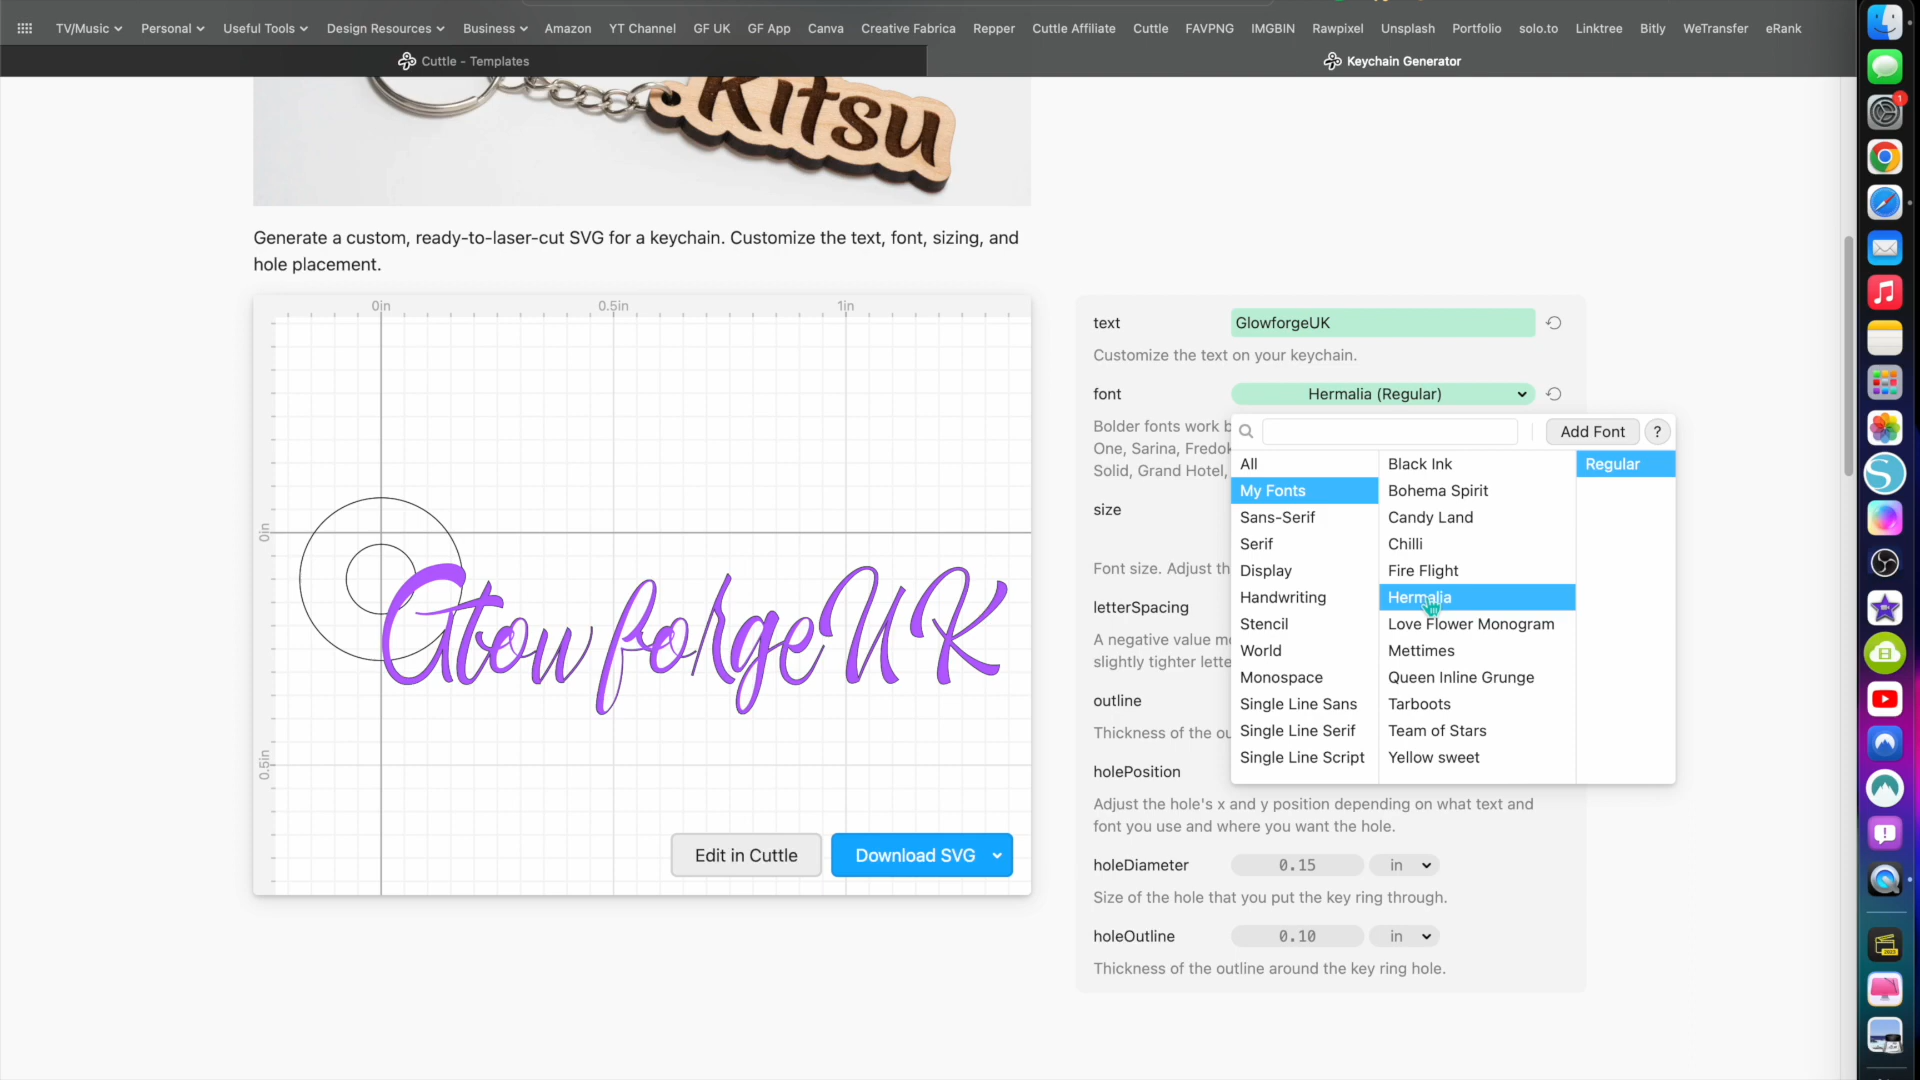 TV/Music Personal Useful Tools Design Resources Business Amazon YT Channel GF UK GF App Canva Creative Fabrica Repper Cuttle Affiliate Cuttle FAVPNG IMGBIN Rawpixel Unsplash Portfolio solo.to Linktree Bitly WeTransfer eRank
Cuttle - Templates
Keychain Generator
Kitsu
Generate a custom, ready-to-laser-cut SVG for a keychain. Customize the text, font, sizing, and
hole placement.
0in 0.5in 1in
0in
0.5in
GlowforgeUK
Edit in Cuttle
Download SVG
text GlowforgeUK
Customize the text on your keychain.
font Hermalia (Regular)
Bolder fonts work b
One, Sarina, Fredok
Solid, Grand Hotel,
size
Font size. Adjust th
letterSpacing
A negative value m
slightly tighter lette
outline
Thickness of the ou
holePosition
Adjust the hole's x and y position depending on what text and
font you use and where you want the hole.
holeDiameter 0.15 in
Size of the hole that you put the key ring through.
holeOutline 0.10 in
Thickness of the outline around the key ring hole.
Add Font ?
All
My Fonts
Sans-Serif
Serif
Display
Handwriting
Stencil
World
Monospace
Single Line Sans
Single Line Serif
Single Line Script
Black Ink
Bohema Spirit
Candy Land
Chilli
Fire Flight
Hermalia
Love Flower Monogram
Mettimes
Queen Inline Grunge
Tarboots
Team of Stars
Yellow sweet
Regular
1